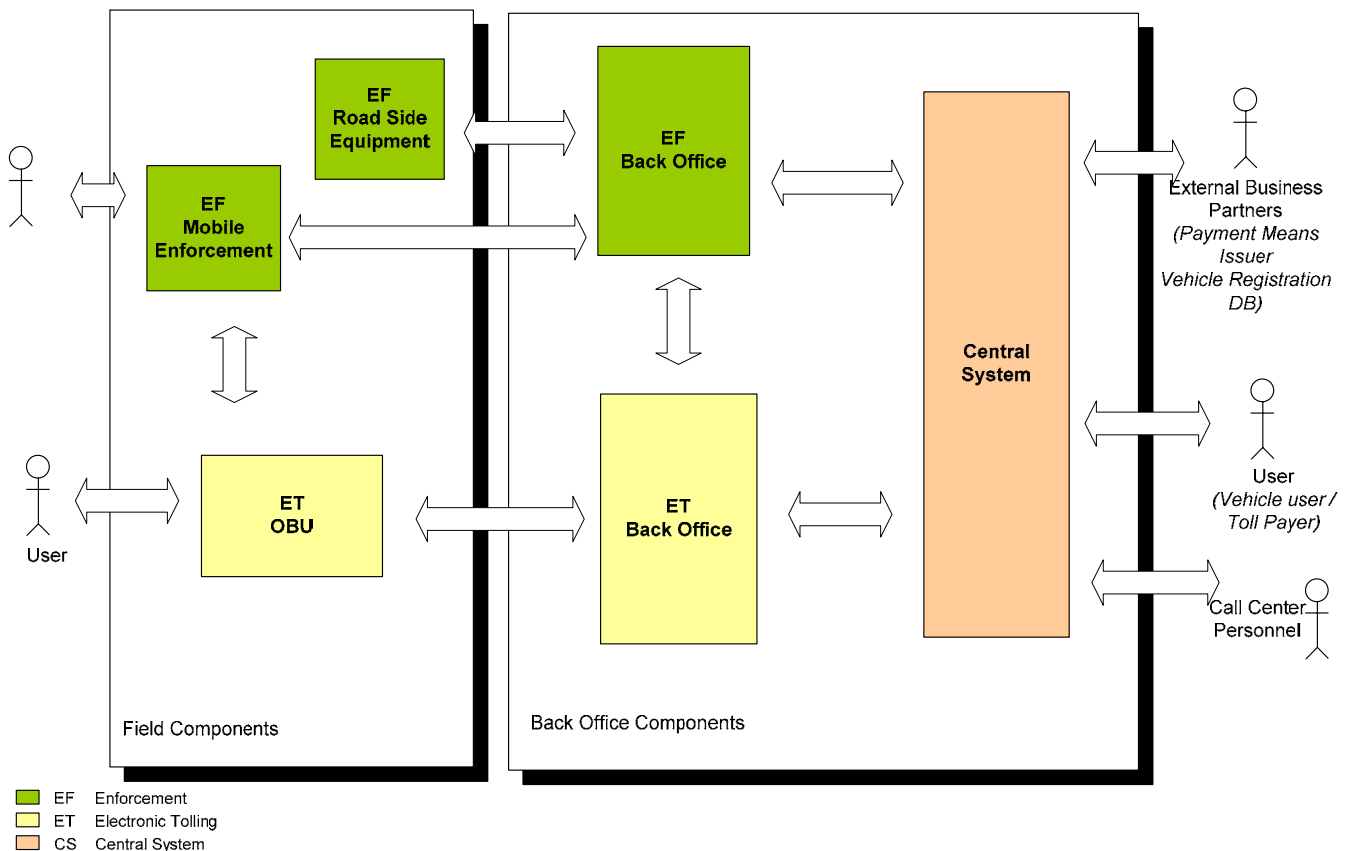 EF
Road Side
Equipment
EF
Mobile
Enforcement
ET
OBU
User
Field Components
EF
Back Office
ET
Back Office
Central
System
Back Office Components
External Business
Partners
(Payment Means
Issuer
Vehicle Registration
DB)
User
(Vehicle user /
Toll Payer)
Call Center
Personnel
EF Enforcement
ET Electronic Tolling
CS Central System